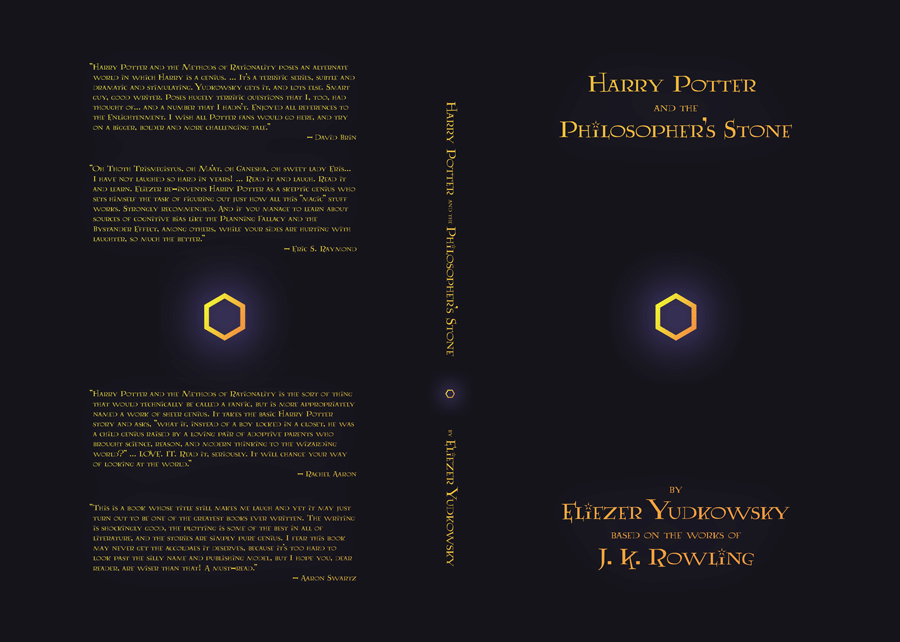 "Harry Potter and the Methods of Rationality poses an alternate
world in which Harry is a genius. ... It's a terrific series, subtle and
dramatic and stimulating. Yudkowsky gets it, and lots else. Smart
guy, good writer. Poses hugely terrific questions that I, too, had
thought of... and a number that I hadn't. Enjoyed all references to
the Enlightenment. I wish all Potter fans would go here, and try
on a bigger, bolder and more challenging tale."
— David Brin
"Oh Thoth Trismegistus, oh Ma'at, oh Ganesha, oh sweet lady Eris...
I have not laughed so hard in years! ... Read it and laugh. Read it
and learn. Eliezer re-invents Harry Potter as a skeptic genius who
sets himself the task of figuring out just how all this "magic" stuff
works. Strongly recommended. And if you manage to learn about
sources of cognitive bias like the Planning Fallacy and the
Bystander Effect, among others, while your sides are hurting with
laughter, so much the better."
— Eric S. Raymond
"Harry Potter and the Methods of Rationality is the sort of thing
that would technically be called a fanfic, but is more appropriately
named a work of sheer genius. It takes the basic Harry Potter
story and asks, "what if, instead of a boy locked in a closet, he was
a child genius raised by a loving pair of adoptive parents who
brought science, reason, and modern thinking to the wizarding
world?" ... LOVE. IT. Read it, seriously. It will change your way
of looking at the world."
— Rachel Aaron
"This is a book whose title still makes me laugh and yet it may just
turn out to be one of the greatest books ever written. The writing
is shockingly good, the plotting is some of the best in all of
literature, and the stories are simply pure genius. I fear this book
may never get the accolades it deserves, because it's too hard to
look past the silly name and publishing model, but I hope you, dear
reader, are wiser than that! A must-read."
— Aaron Swartz
Harry Potter and the Philosopher's Stone
by Eliezer Yudkowsky
Harry Potter
and the
Philosopher's Stone
by
Eliezer Yudkowsky
based on the works of
J. K. Rowling